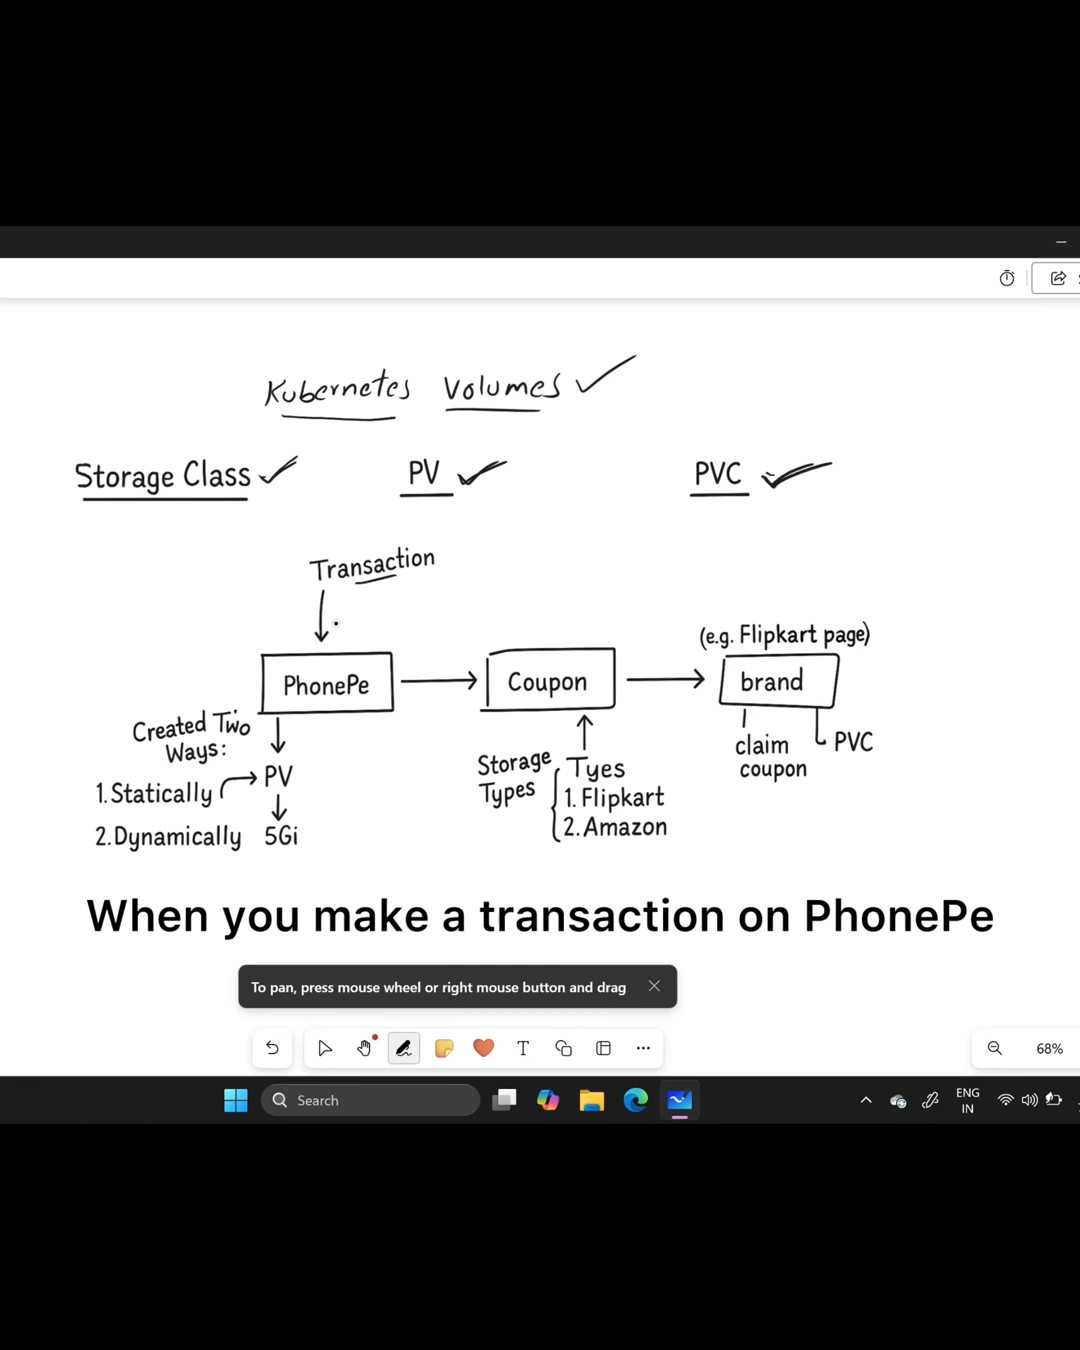 Kubernetes Volumes
Storage Class
PV
PVC
Transaction
(e.g. Flipkart page)
PhonePe
Coupon
brand
Created Two
Ways:
1. Statically
2. Dynamically
PV
5Gi
Storage
Types
Tyes
1. Flipkart
2. Amazon
claim
coupon
PVC
When you make a transaction on PhonePe
To pan, press mouse wheel or right mouse button and drag
68%
Search
ENG
IN